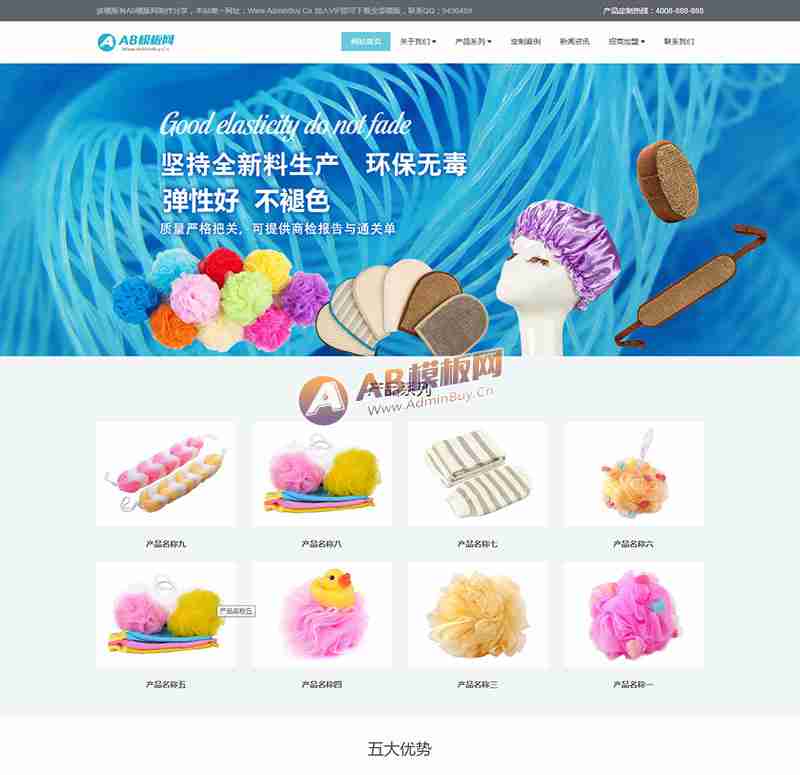 该模板有AB模板网制作分享，本站唯一网址：Www.AdminBuy.Cn 加入VIP即可下载全部模板，联系QQ：9490489
产品定制热线：4008-888-888
AB模板网
Www.AdminBuy.Cn
网站首页 关于我们 产品系列 定制案例 新闻资讯 招商加盟 联系我们
Good elasticity do not fade
坚持全新料生产 环保无毒
弹性好 不褪色
质量严格把关，可提供商检报告与通关单
AB模板网
Www.AdminBuy.Cn
产品系列
产品名称九 产品名称八 产品名称七 产品名称六
产品名称五
产品名称五 产品名称四 产品名称三 产品名称一
五大优势